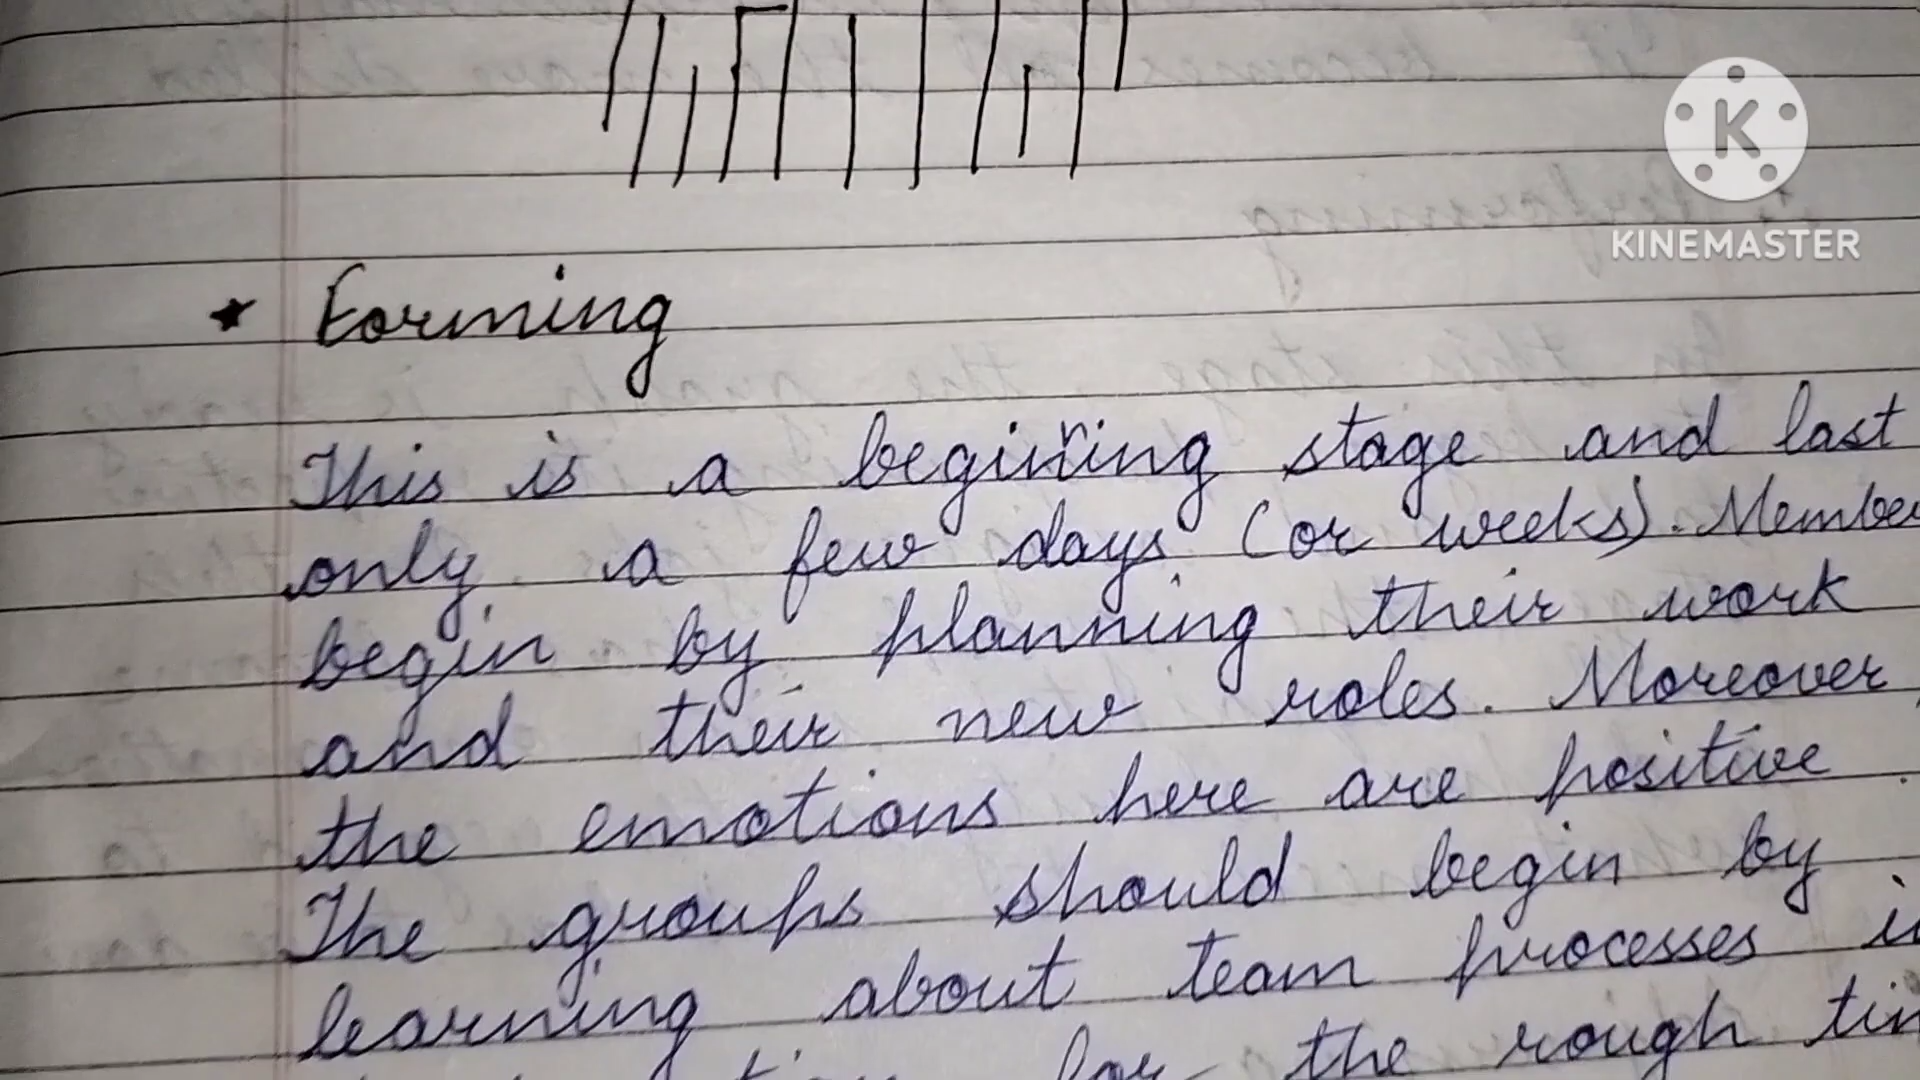 K
KINEMASTER
* Forming
This is a begining stage and last
only a few days (or weeks). Membe
begin by planning their work
and their new roles. Moreover,
the emotions here are positive.
The groups should begin by
learning about team processes i
for the rough tim